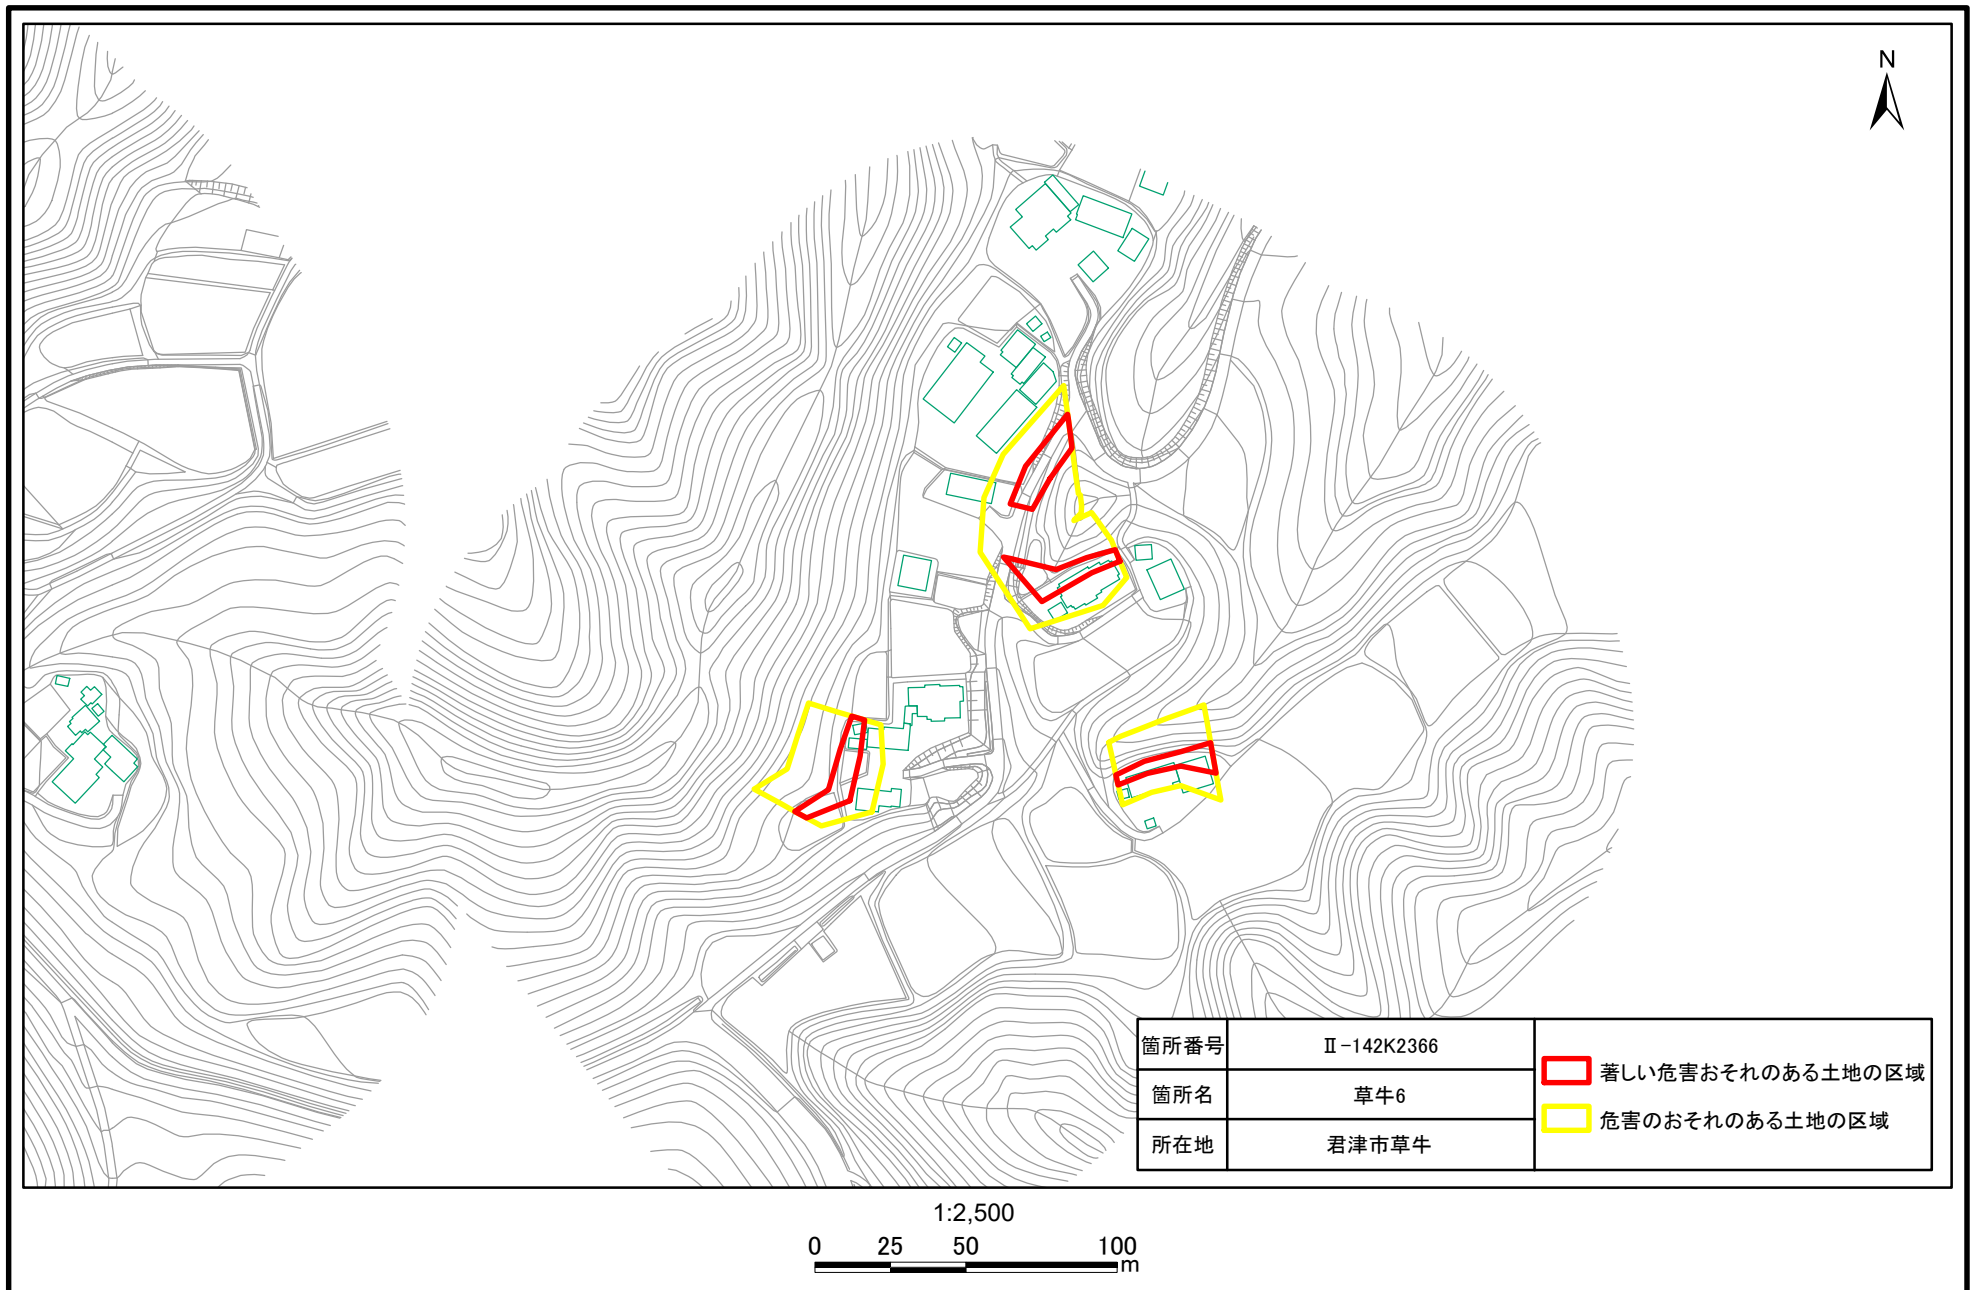 N
箇所番号 Ⅱ-142K2366
箇所名 草牛6
所在地 君津市草牛
著しい危害おそれのある土地の区域
危害のおそれのある土地の区域
1:2,500
0 25 50 100
m